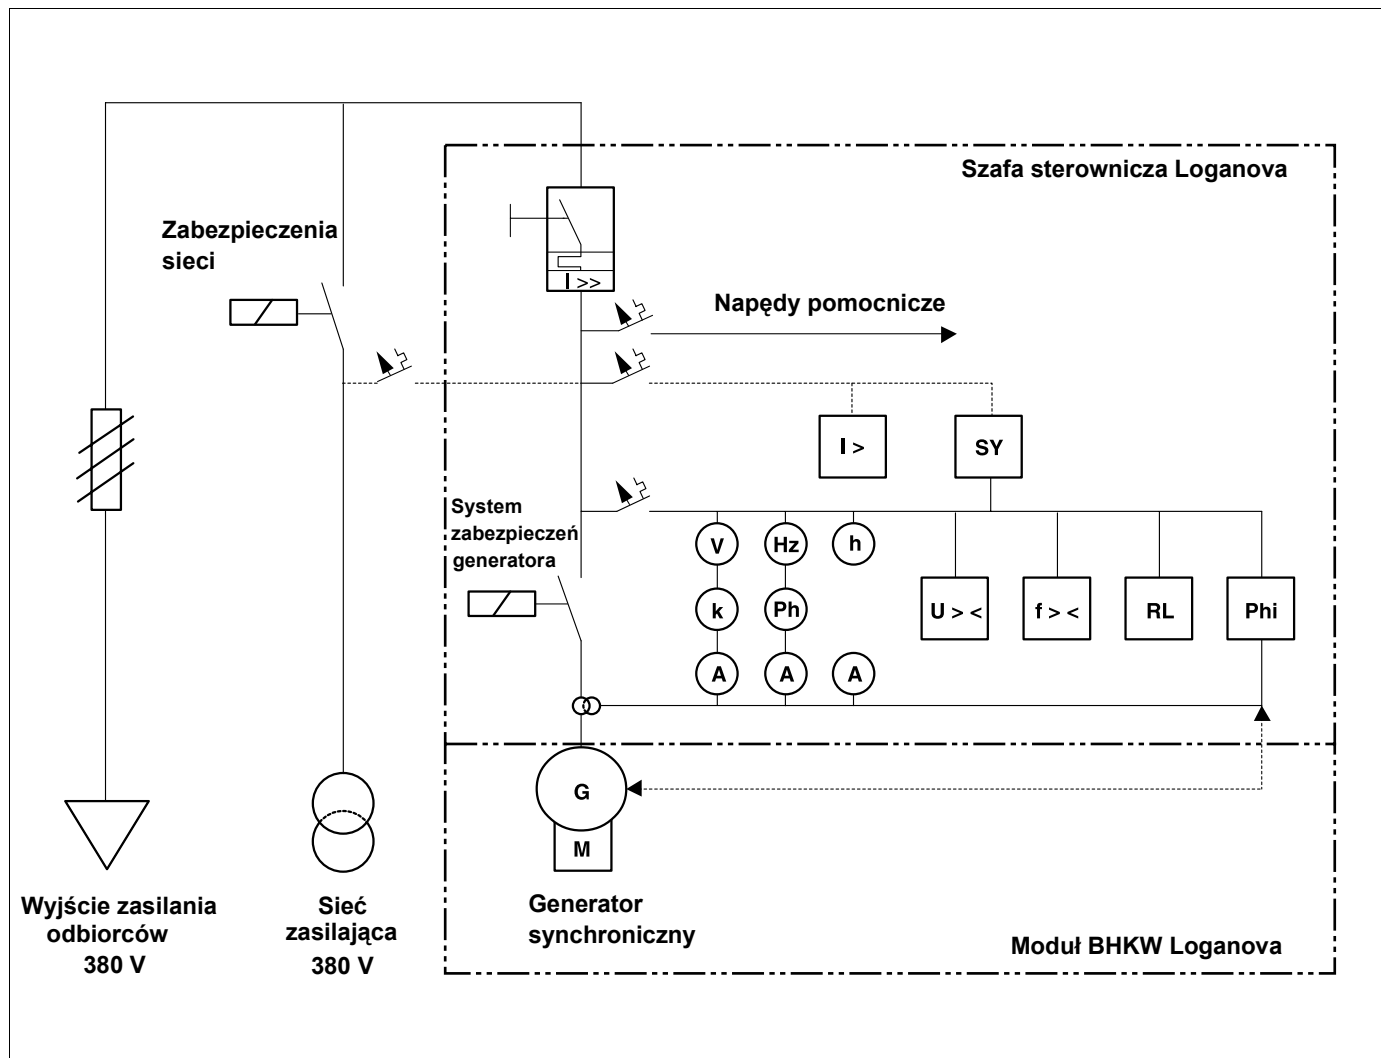 Szafa sterownicza Loganova
Zabezpieczenia
sieci
I >>
Napędy pomocnicze
I >
SY
System
zabezpieczeń
generatora
V
Hz
h
k
Ph
U > <
f > <
RL
Phi
A
A
A
G
M
Wyjście zasilania
odbiorców
380 V
Sieć
zasilająca
380 V
Generator
synchroniczny
Moduł BHKW Loganova